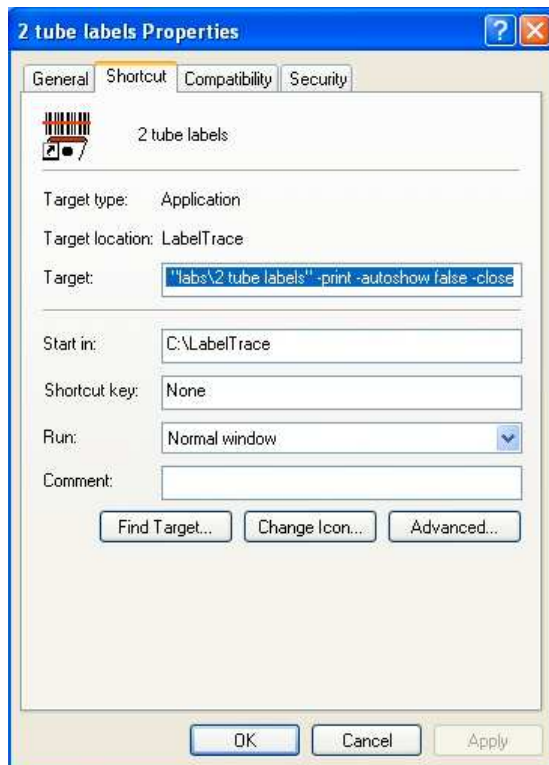 2 tube labels Properties
General Shortcut Compatibility Security
2 tube labels
Target type: Application
Target location: LabelTrace
Target: "labs\2 tube labels" -print -autoshow false -close
Start in: C:\LabelTrace
Shortcut key: None
Run: Normal window
Comment:
Find Target... Change Icon... Advanced...
OK Cancel Apply